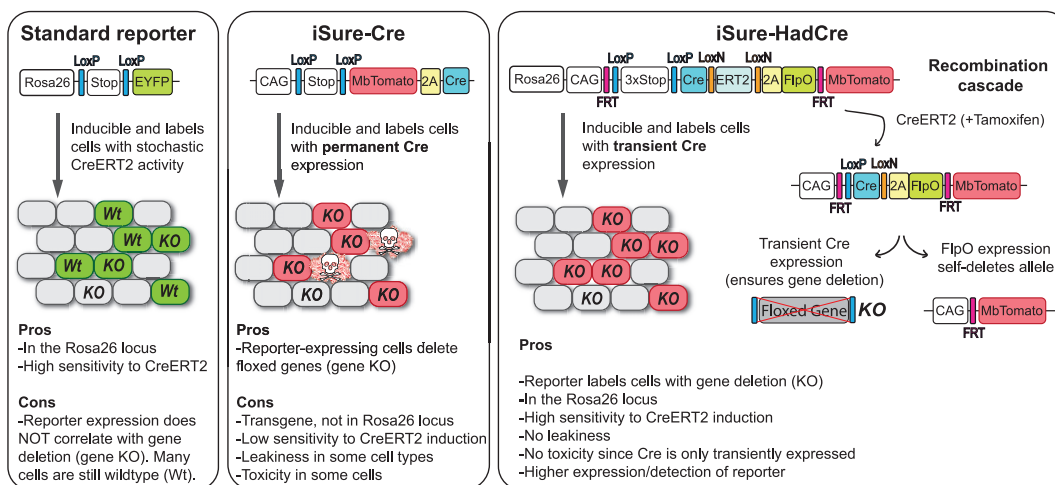 Standard reporter
LoxP LoxP
Rosa26 Stop EYFP
Inducible and labels
cells with stochastic
CreERT2 activity
Wt
Wt KO
Wt KO
KO Wt
Pros
-In the Rosa26 locus
-High sensitivity to CreERT2
Cons
-Reporter expression does
NOT correlate with gene
deletion (gene KO). Many
cells are still wildtype (Wt).
iSure-Cre
LoxP LoxP
CAG Stop MbTomato 2A Cre
Inducible and labels cells
with permanent Cre
expression
KO
KO
KO
KO KO
Pros
-Reporter-expressing cells delete
floxed genes (gene KO)
Cons
-Transgene, not in Rosa26 locus
-Low sensitivity to CreERT2 induction
-Leakiness in some cell types
-Toxicity in some cells
iSure-HadCre
LoxP LoxP LoxN LoxN
Rosa26 CAG 3xStop Cre ERT2 2A FlpO MbTomato
FRT FRT
Inducible and labels cells
with transient Cre
expression
KO
KO KO
KO KO
KO KO
Recombination
cascade
CreERT2 (+Tamoxifen)
LoxP LoxN
CAG Cre 2A FlpO MbTomato
FRT FRT
Transient Cre
expression
(ensures gene deletion)
Floxed Gene KO
FlpO expression
self-deletes allele
CAG MbTomato
FRT
Pros
-Reporter labels cells with gene deletion (KO)
-In the Rosa26 locus
-High sensitivity to CreERT2 induction
-No leakiness
-No toxicity since Cre is only transiently expressed
-Higher expression/detection of reporter